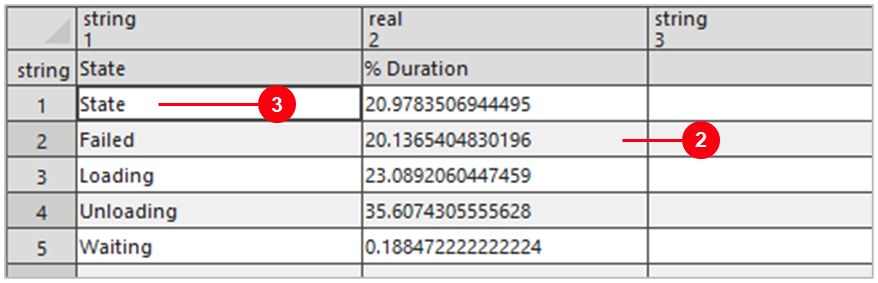 string real string
1 2 3
string State % Duration
1 State 3 20.9783506944495
2 Failed 20.1365404830196 2
3 Loading 23.0892060447459
4 Unloading 35.6074305555628
5 Waiting 0.188472222222224